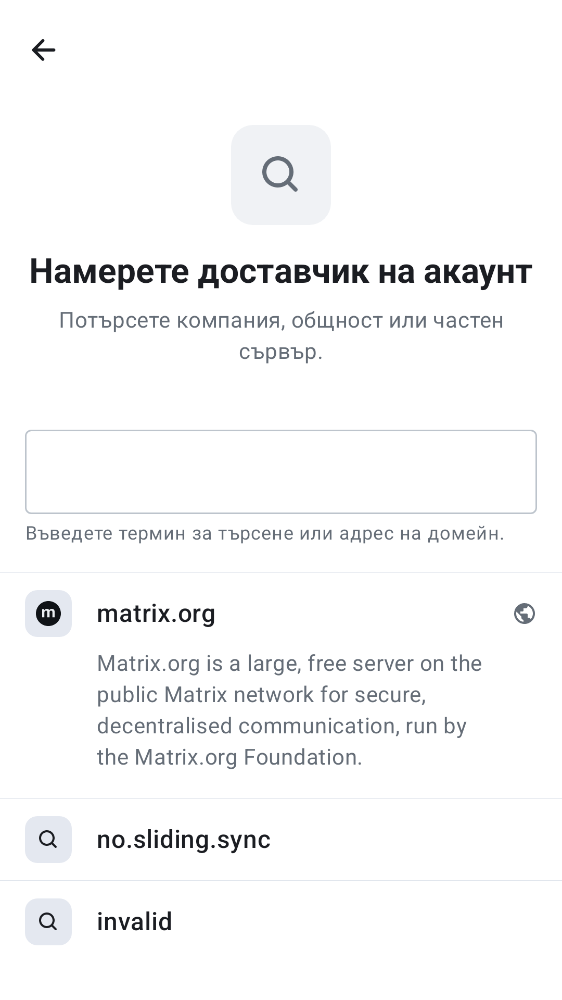 Намерете доставчик на акаунт
Потърсете компания, общност или частен
сървър.
Въведете термин за търсене или адрес на домейн.
m
matrix.org
Matrix.org is a large, free server on the
public Matrix network for secure,
decentralised communication, run by
the Matrix.org Foundation.
no.sliding.sync
invalid